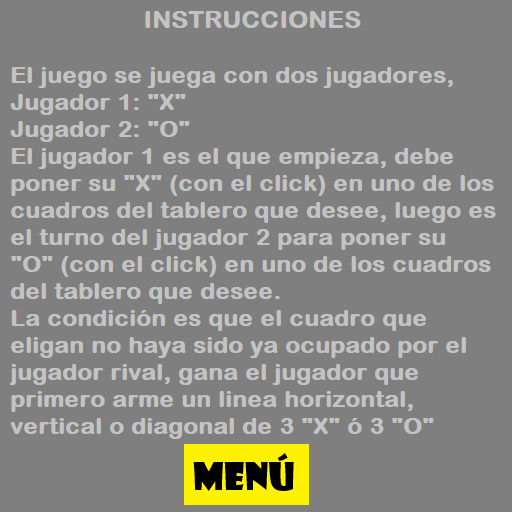 INSTRUCCIONES
El juego se juega con dos jugadores,
Jugador 1: "X"
Jugador 2: "O"
El jugador 1 es el que empieza, debe
poner su "X" (con el click) en uno de los
cuadros del tablero que desee, luego es
el turno del jugador 2 para poner su
"O" (con el click) en uno de los cuadros
del tablero que desee.
La condición es que el cuadro que
eligan no haya sido ya ocupado por el
jugador rival, gana el jugador que
primero arme un linea horizontal,
vertical o diagonal de 3 "X" ó 3 "O"
MENÚ